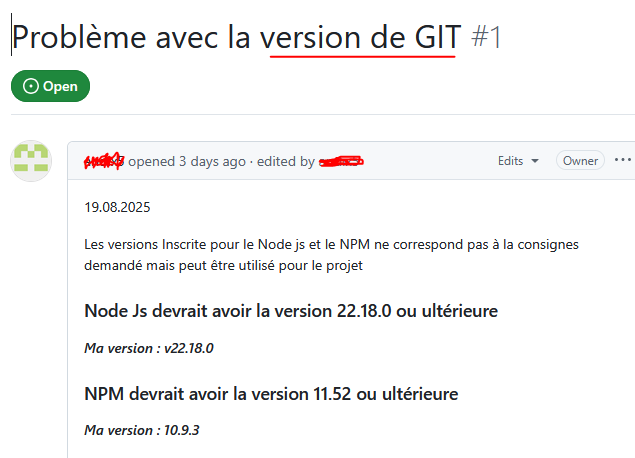 Problème avec la version de GIT #1
Open
opened 3 days ago · edited by
Edits
Owner
19.08.2025
Les versions Inscrite pour le Node js et le NPM ne correspond pas à la consignes
demandé mais peut être utilisé pour le projet
Node Js devrait avoir la version 22.18.0 ou ultérieure
Ma version : v22.18.0
NPM devrait avoir la version 11.52 ou ultérieure
Ma version : 10.9.3